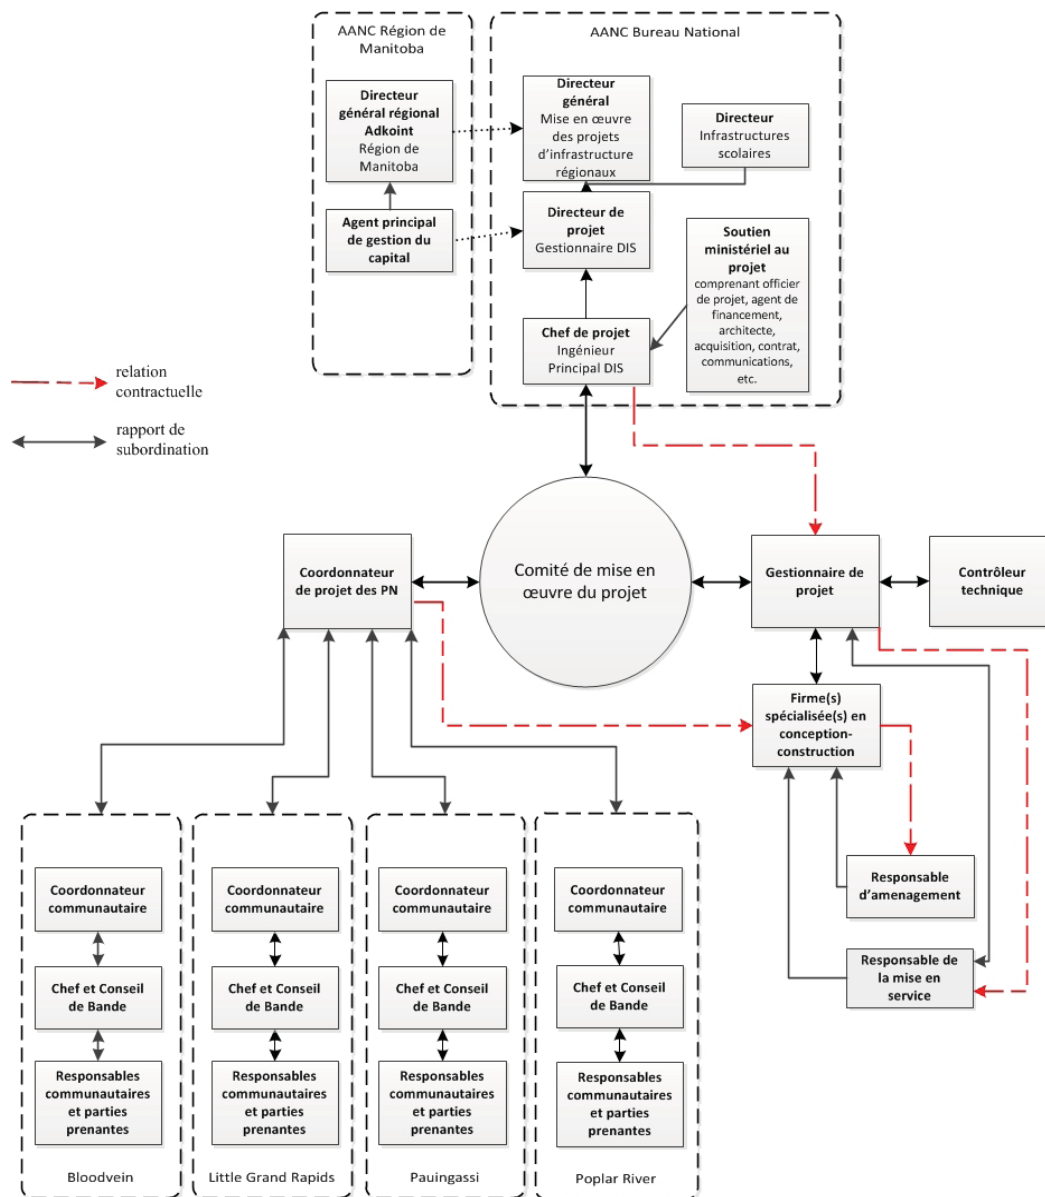 AANC Région de
Manitoba
AANC Bureau National
Directeur
général régional
Adkoint
Région de
Manitoba
Directeur
général
Mise en œuvre
des projets
d’infrastructure
régionaux
Directeur
Infrastructures
scolaires
Agent principal
de gestion du
capital
Directeur de
projet
Gestionnaire DIS
Soutien
ministériel au
projet
comprenant officier
de projet, agent de
financement,
architecte,
acquisition, contrat,
communications,
etc.
Chef de projet
Ingénieur
Principal DIS
relation
contractuelle
rapport de
subordination
Coordonnateur
de projet des PN
Comité de mise en
œuvre du projet
Gestionnaire de
projet
Contrôleur
technique
Firme(s)
spécialisée(s) en
conception-
construction
Responsable
d’amenagement
Responsable de
la mise en
service
Coordonnateur
communautaire
Chef et Conseil
de Bande
Responsables
communautaires
et parties
prenantes
Bloodvein
Coordonnateur
communautaire
Chef et Conseil
de Bande
Responsables
communautaires
et parties
prenantes
Little Grand Rapids
Coordonnateur
communautaire
Chef et Conseil
de Bande
Responsables
communautaires
et parties
prenantes
Pauingassi
Coordonnateur
communautaire
Chef et Conseil
de Bande
Responsables
communautaires
et parties
prenantes
Poplar River